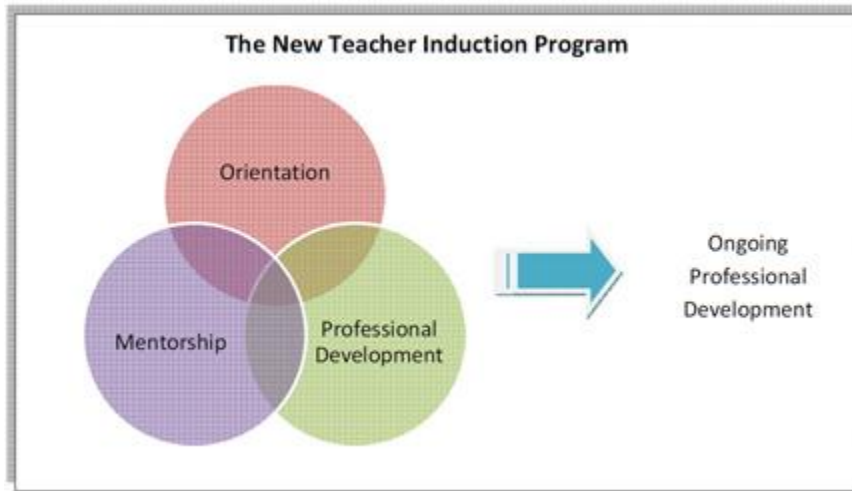 The New Teacher Induction Program
Orientation
Mentorship
Professional
Development
Ongoing
Professional
Development